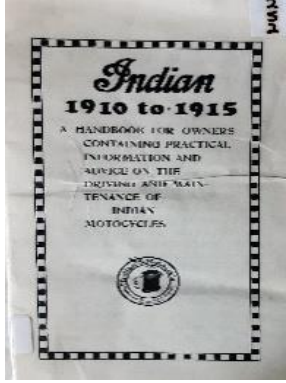 Indian
1910 to 1915
A HANDBOOK FOR OWNERS
CONTAINING PRACTICAL
INFORMATION AND
ADVICE ON THE
DRIVING AND MAIN-
TENANCE OF
INDIAN
MOTOCYCLES